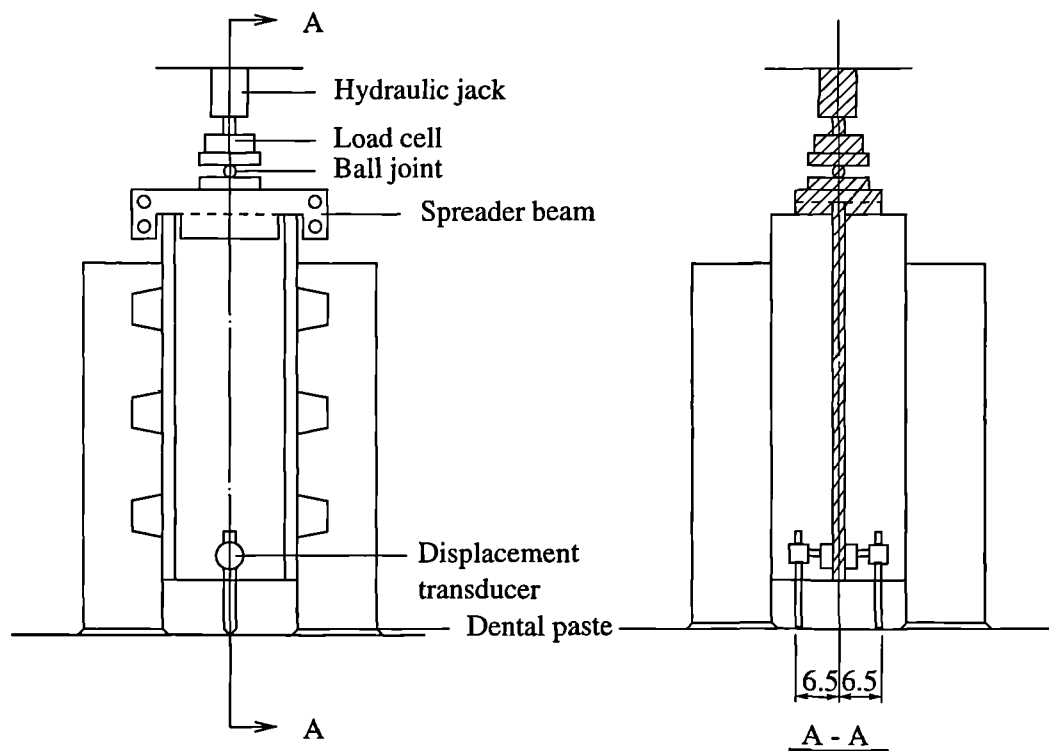 A
Hydraulic jack
Load cell
Ball joint
Spreader beam
Displacement
transducer
Dental paste
6.5 6.5
A
A - A